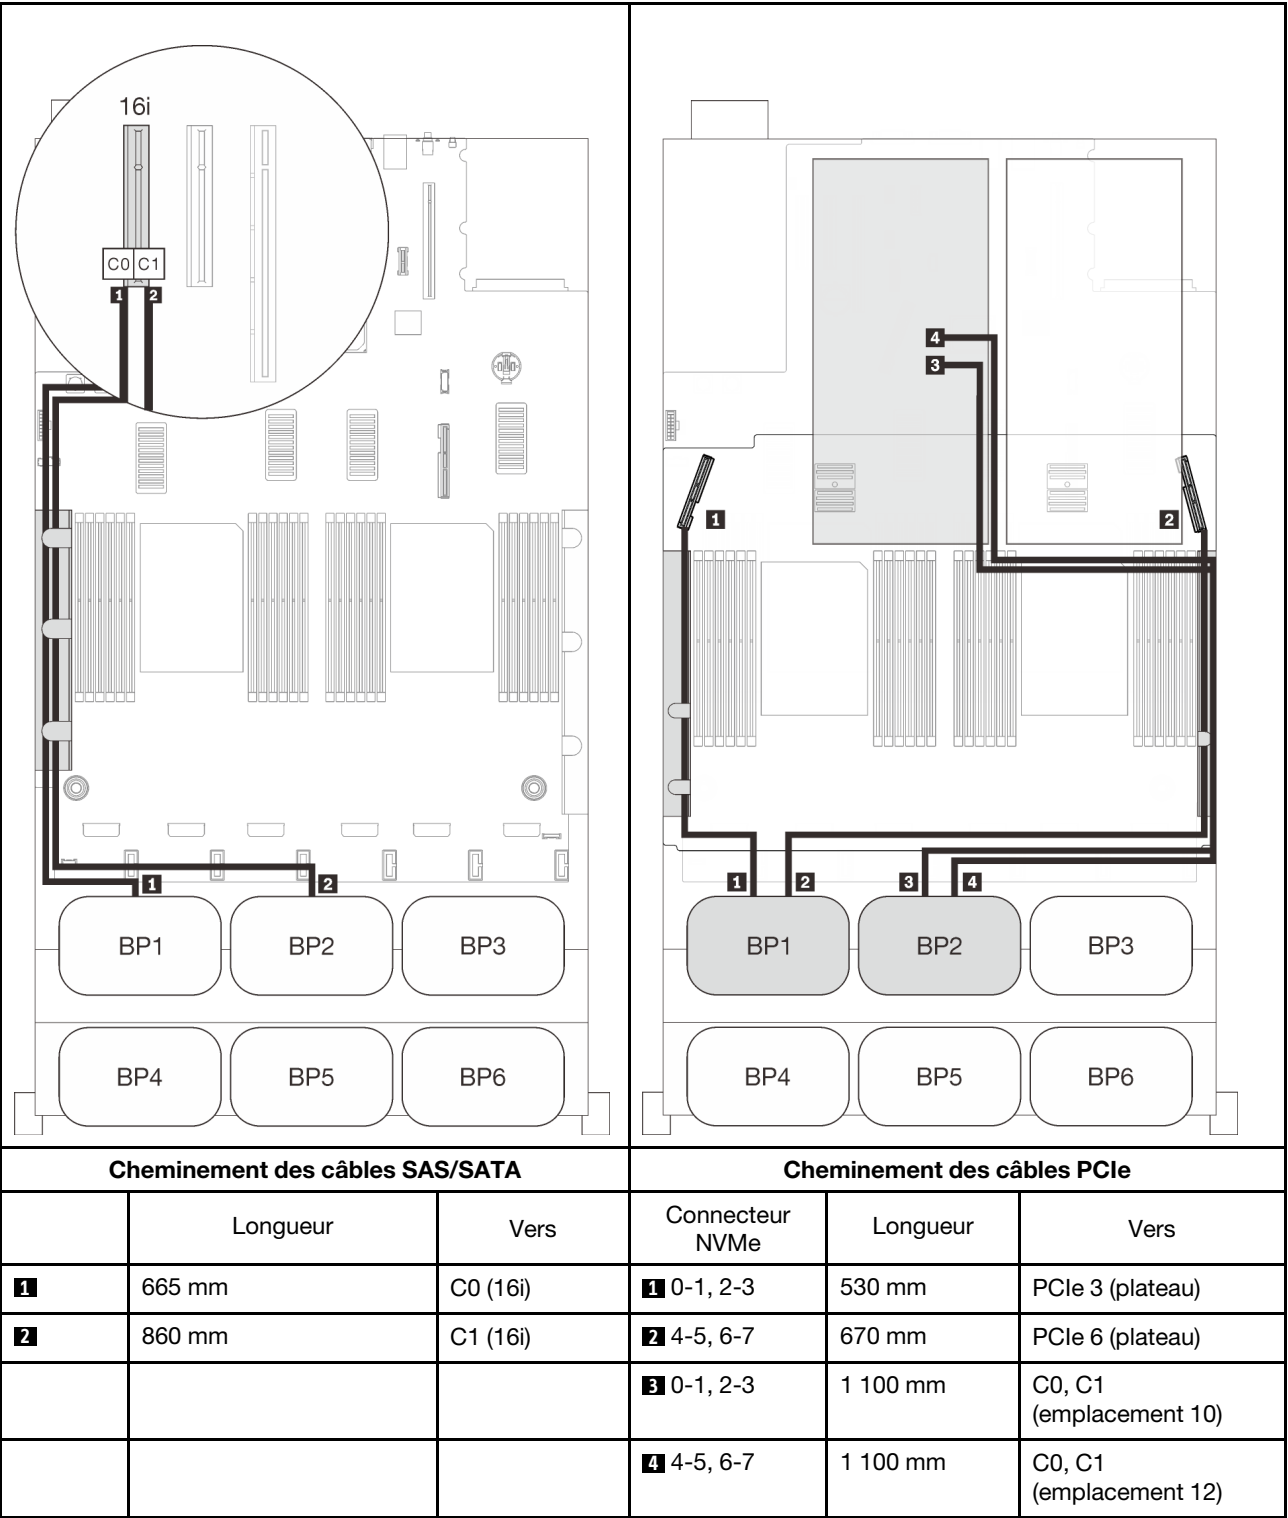 16i
C0 C1
1 2
1 2
BP1 BP2 BP3
BP4 BP5 BP6
4
3
1 2
1 2 3 4
BP1 BP2 BP3
BP4 BP5 BP6
Cheminement des câbles SAS/SATA
Cheminement des câbles PCIe
Longueur
Vers
Connecteur
NVMe
Longueur
Vers
1 665 mm C0 (16i)
1 0-1, 2-3 530 mm PCIe 3 (plateau)
2 860 mm C1 (16i)
2 4-5, 6-7 670 mm PCIe 6 (plateau)
3 0-1, 2-3 1 100 mm C0, C1
(emplacement 10)
4 4-5, 6-7 1 100 mm C0, C1
(emplacement 12)